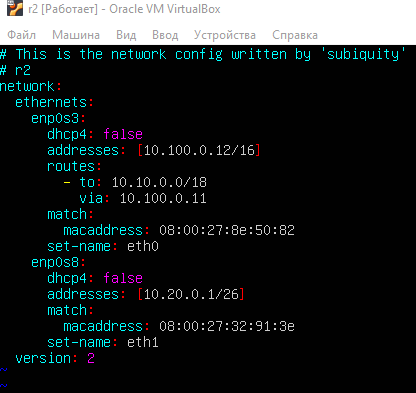 r2 [Работает] - Oracle VM VirtualBox
Файл Машина Вид Ввод Устройства Справка
# This is the network config written by 'subiquity'
# r2
network:
  ethernets:
    enp0s3:
      dhcp4: false
      addresses: [10.100.0.12/16]
      routes:
        - to: 10.10.0.0/18
          via: 10.100.0.11
      match:
        macaddress: 08:00:27:8e:50:82
      set-name: eth0
    enp0s8:
      dhcp4: false
      addresses: [10.20.0.1/26]
      match:
        macaddress: 08:00:27:32:91:3e
      set-name: eth1
  version: 2
~
~